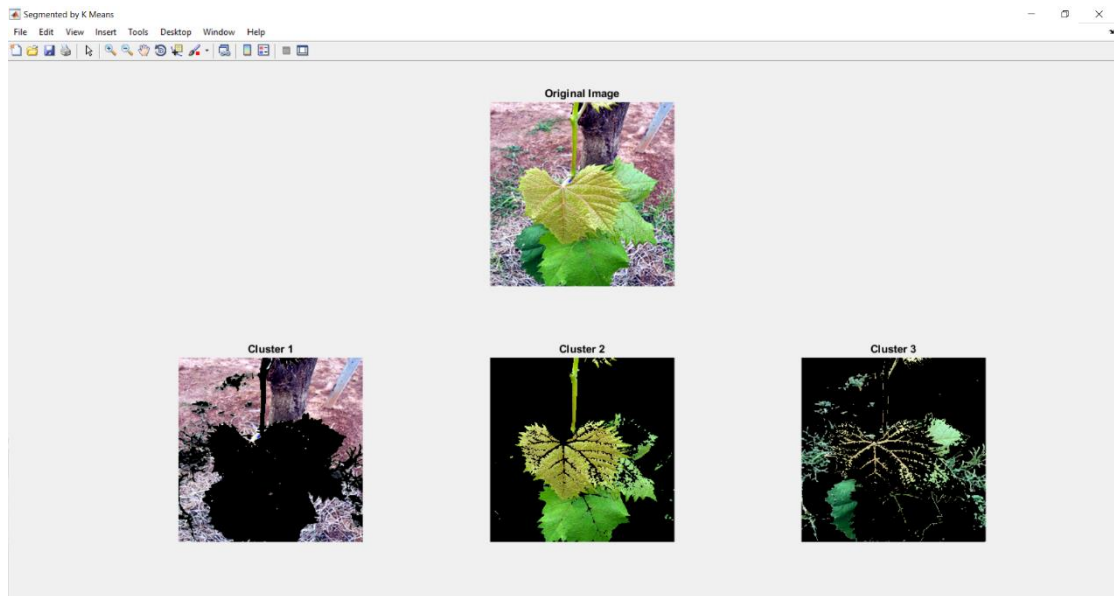 Segmented by K Means
File Edit View Insert Tools Desktop Window Help
Original Image
Cluster 1
Cluster 2
Cluster 3